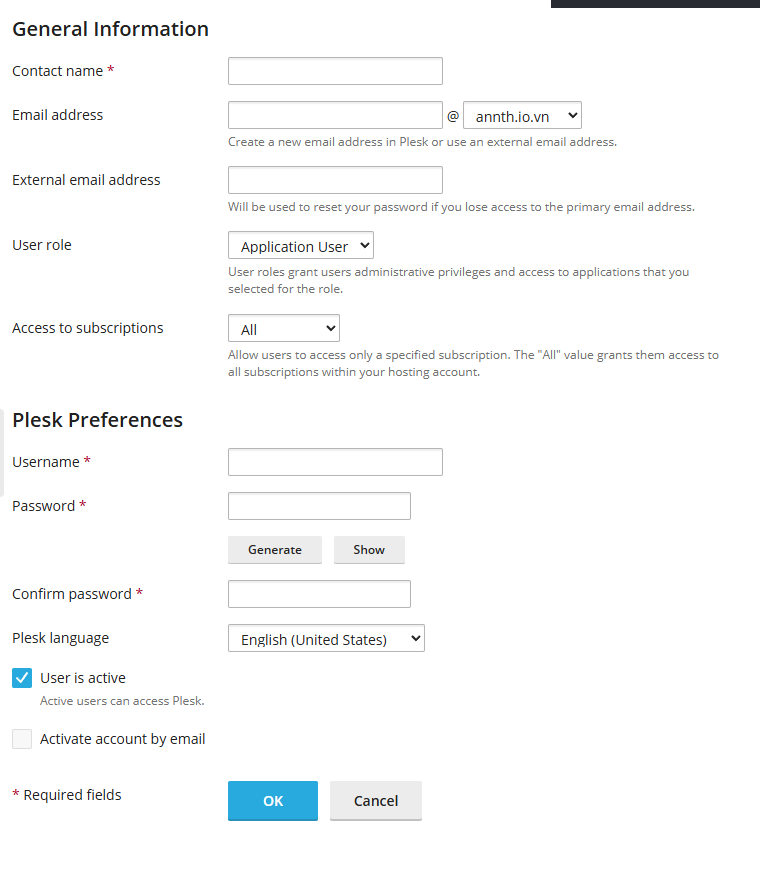 General Information
Contact name *
Email address
@ annth.io.vn
Create a new email address in Plesk or use an external email address.
External email address
Will be used to reset your password if you lose access to the primary email address.
User role
Application User
User roles grant users administrative privileges and access to applications that you
selected for the role.
Access to subscriptions
All
Allow users to access only a specified subscription. The "All" value grants them access to
all subscriptions within your hosting account.
Plesk Preferences
Username *
Password *
Generate
Show
Confirm password *
Plesk language
English (United States)
User is active
Active users can access Plesk.
Activate account by email
* Required fields
OK
Cancel